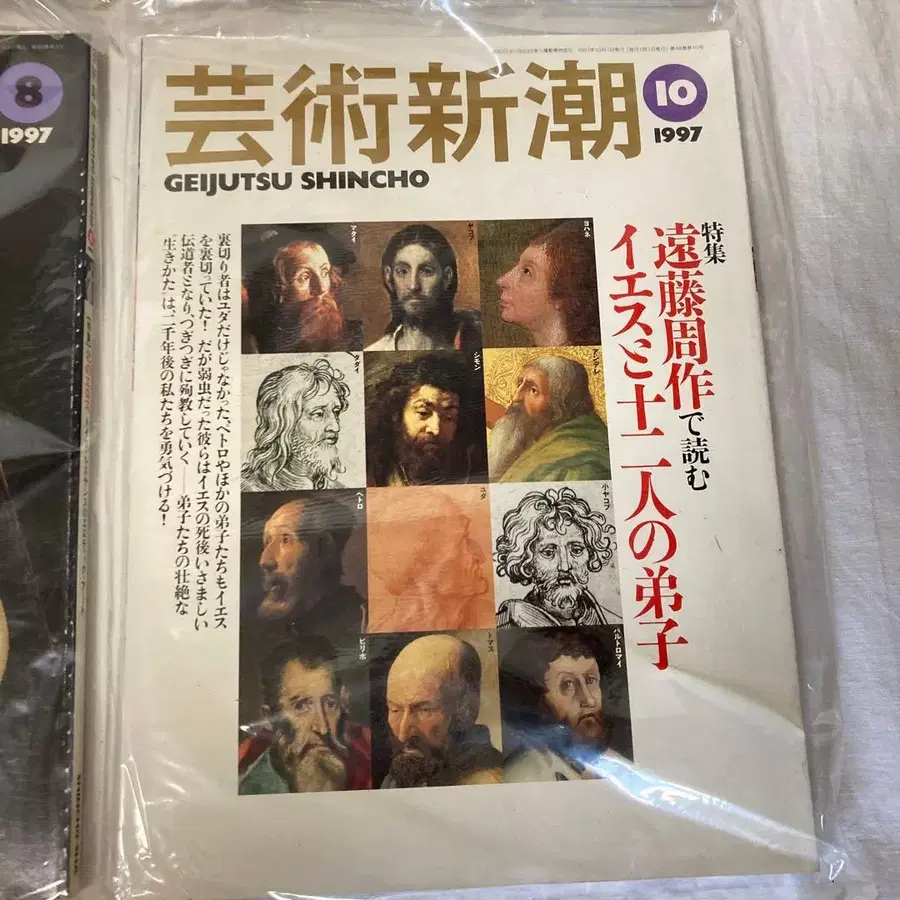 8
1997
芸術新潮
10
1997
GEIJUTSU SHINCHO
特集
遠藤周作で読む
イエスと十二人の弟子
裏切り者はユダだけじゃなかった、ペトロやほかの弟子たちもイエス
を裏切っていた! だが弱虫だった彼らはイエスの死後、いさましい
伝道者となり、つぎつぎに殉教していく——弟子たちの壮絶な
「生きかた」は、二千年後の私たちを勇気づける!
マタイ
ヤコブ
ヨハネ
タダイ
シモン
アンデレ
ペトロ
ユダ
小ヤコブ
ピリポ
トマス
バルトロマイ